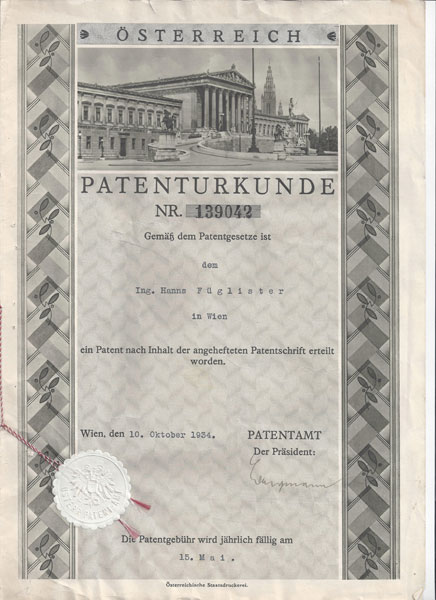 ÖSTERREICH
PATENTURKUNDE
NR. 139042
Gemäß dem Patentgesetze ist
dem
Ing. Hanns Füglister
in Wien
ein Patent nach Inhalt der angehefteten Patentschrift erteilt
worden.
Wien, den 10. Oktober 1934.
PATENTAMT
Der Präsident:
Die Patentgebühr wird jährlich fällig am
15. Mai.
Österreichische Staatsdruckerei.